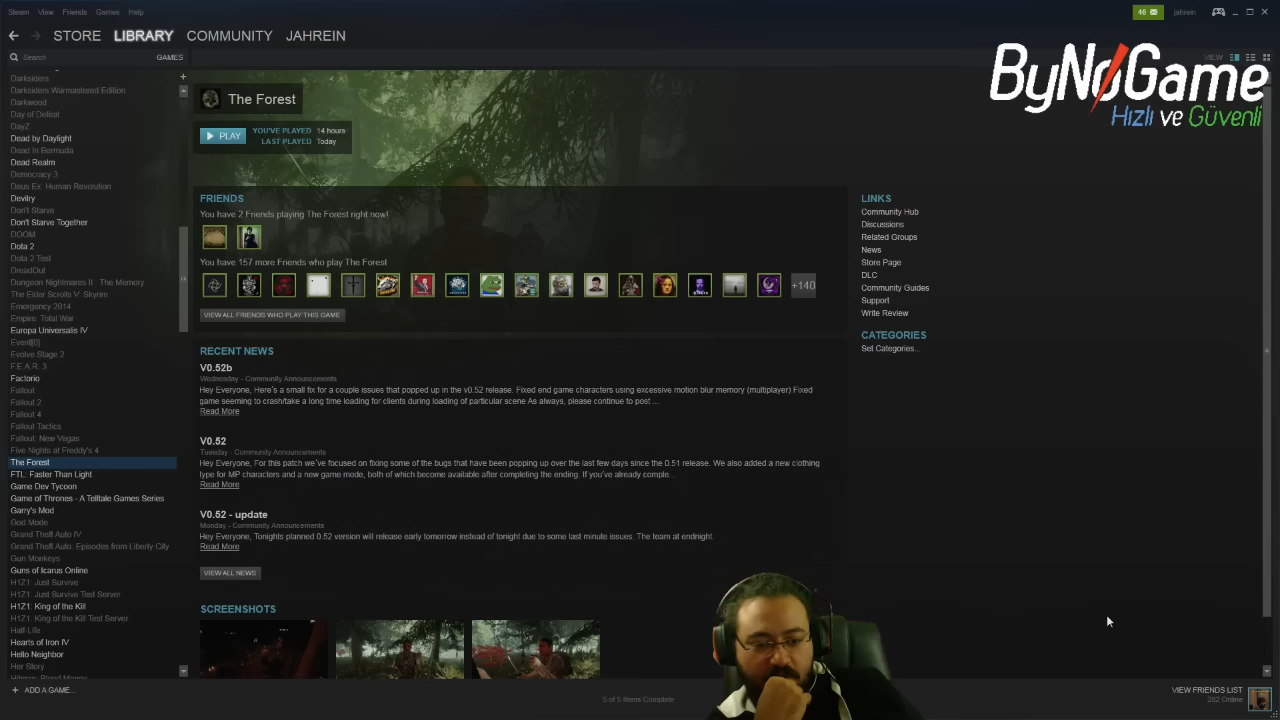 Steam View Friends Games Help
46 jahrein
STORE LIBRARY COMMUNITY JAHREIN
Search GAMES
VIEW
ByNoGame
Hızlı ve Güvenli
Darksiders
Darksiders Warmastered Edition
Darkwood
Day of Defeat
DayZ
Dead by Daylight
Dead In Bermuda
Dead Realm
Democracy 3
Deus Ex: Human Revolution
Devilry
Don't Starve
Don't Starve Together
DOOM
Dota 2
Dota 2 Test
DreadOut
Dungeon Nightmares II The Memory
The Elder Scrolls V: Skyrim
Emergency 2014
Empire: Total War
Europa Universalis IV
Event[0]
Evolve Stage 2
F.E.A.R. 3
Factorio
Fallout
Fallout 2
Fallout 4
Fallout Tactics
Fallout: New Vegas
Five Nights at Freddy's 4
The Forest
FTL: Faster Than Light
Game Dev Tycoon
Game of Thrones - A Telltale Games Series
Garry's Mod
God Mode
Grand Theft Auto IV
Grand Theft Auto: Episodes from Liberty City
Gun Monkeys
Guns of Icarus Online
H1Z1: Just Survive
H1Z1: Just Survive Test Server
H1Z1: King of the Kill
H1Z1: King of the Kill Test Server
Half-Life
Hearts of Iron IV
Hello Neighbor
Her Story
+ ADD A GAME...
The Forest
PLAY
YOU'VE PLAYED 14 hours
LAST PLAYED Today
FRIENDS
You have 2 Friends playing The Forest right now!
You have 157 more Friends who play The Forest
+140
VIEW ALL FRIENDS WHO PLAY THIS GAME
RECENT NEWS
V0.52b
Wednesday - Community Announcements
Hey Everyone, Here's a small fix for a couple issues that popped up in the v0.52 release. Fixed end game characters using excessive motion blur memory (multiplayer) Fixed
game seeming to crash/take a long time loading for clients during loading of particular scene As always, please continue to post ...
Read More
V0.52
Tuesday - Community Announcements
Hey Everyone, For this patch we've focused on fixing some of the bugs that have been popping up over the last few days since the 0.51 release. We also added a new clothing
type for MP characters and a new game mode, both of which become available after completing the ending. If you've already comple...
Read More
V0.52 - update
Monday - Community Announcements
Hey Everyone, Tonights planned 0.52 version will release early tomorrow instead of tonight due to some last minute issues. The team at endnight.
Read More
VIEW ALL NEWS
SCREENSHOTS
LINKS
Community Hub
Discussions
Related Groups
News
Store Page
DLC
Community Guides
Support
Write Review
CATEGORIES
Set Categories...
5 of 5 Items Complete
VIEW FRIENDS LIST
282 Online